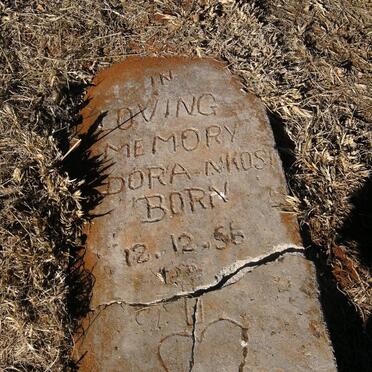 IN
LOVING
MEMORY
DORA NKOSI
BORN
12.12.56